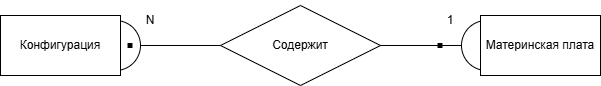 N
1
Конфигурация
Содержит
Материнская плата